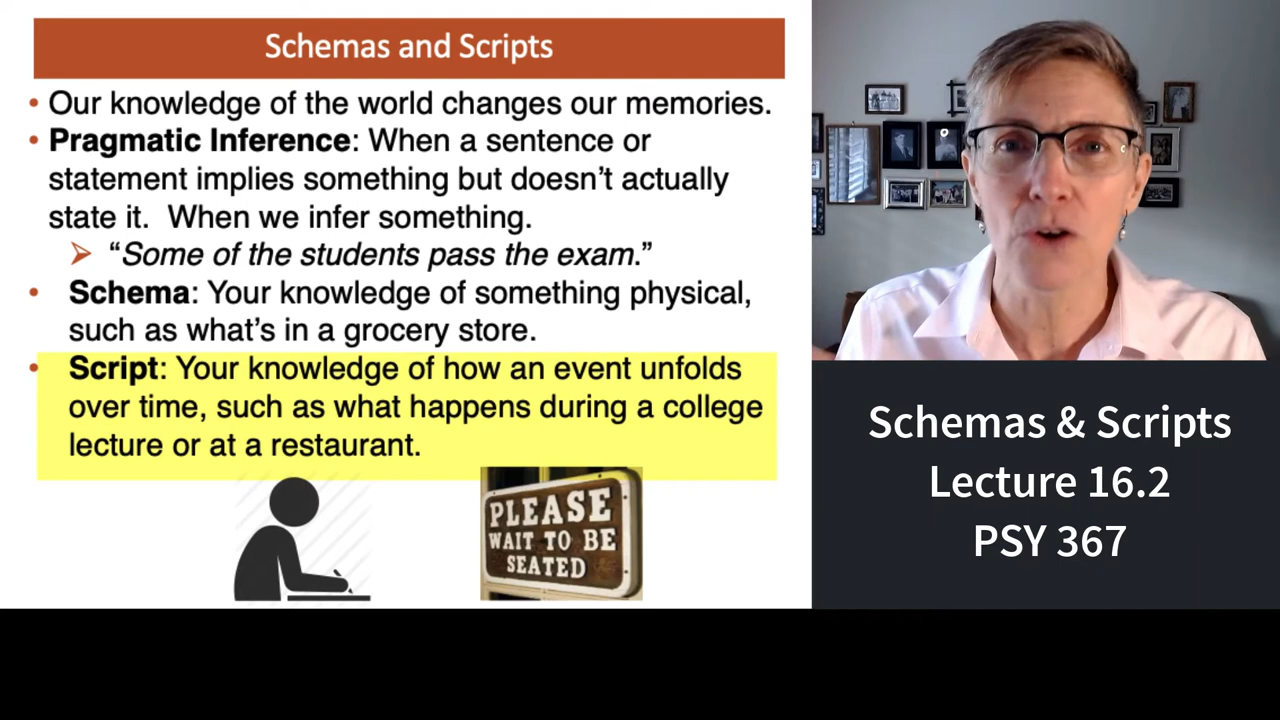 Schemas and Scripts
• Our knowledge of the world changes our memories.
• Pragmatic Inference: When a sentence or
statement implies something but doesn’t actually
state it.  When we infer something.
➢ “Some of the students pass the exam.”
• Schema: Your knowledge of something physical,
such as what’s in a grocery store.
• Script: Your knowledge of how an event unfolds
over time, such as what happens during a college
lecture or at a restaurant.
PLEASE
WAIT TO BE
SEATED
Schemas & Scripts
Lecture 16.2
PSY 367